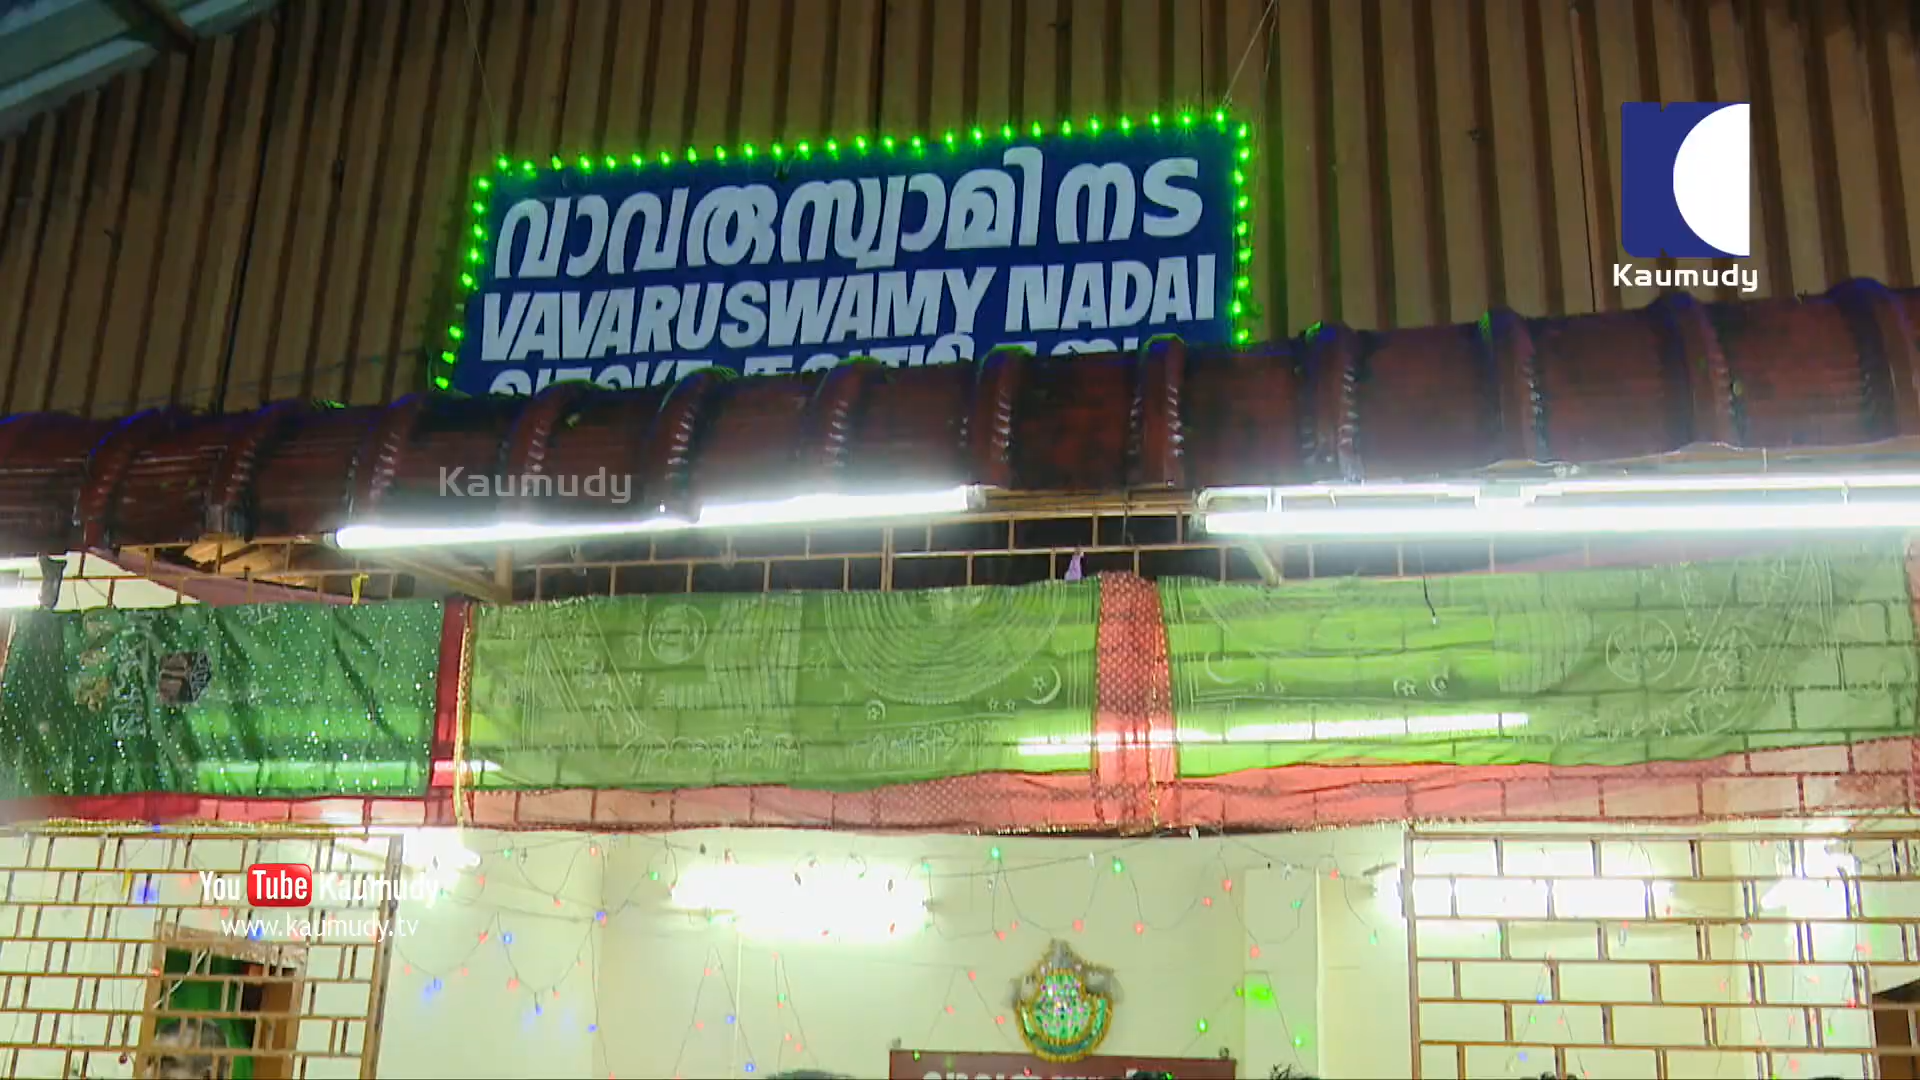 വാവരുസ്വാമി നട
VAVARUSWAMY NADAI
Kaumudy
Kaumudy
You Tube Kaumudy
www.kaumudy.tv